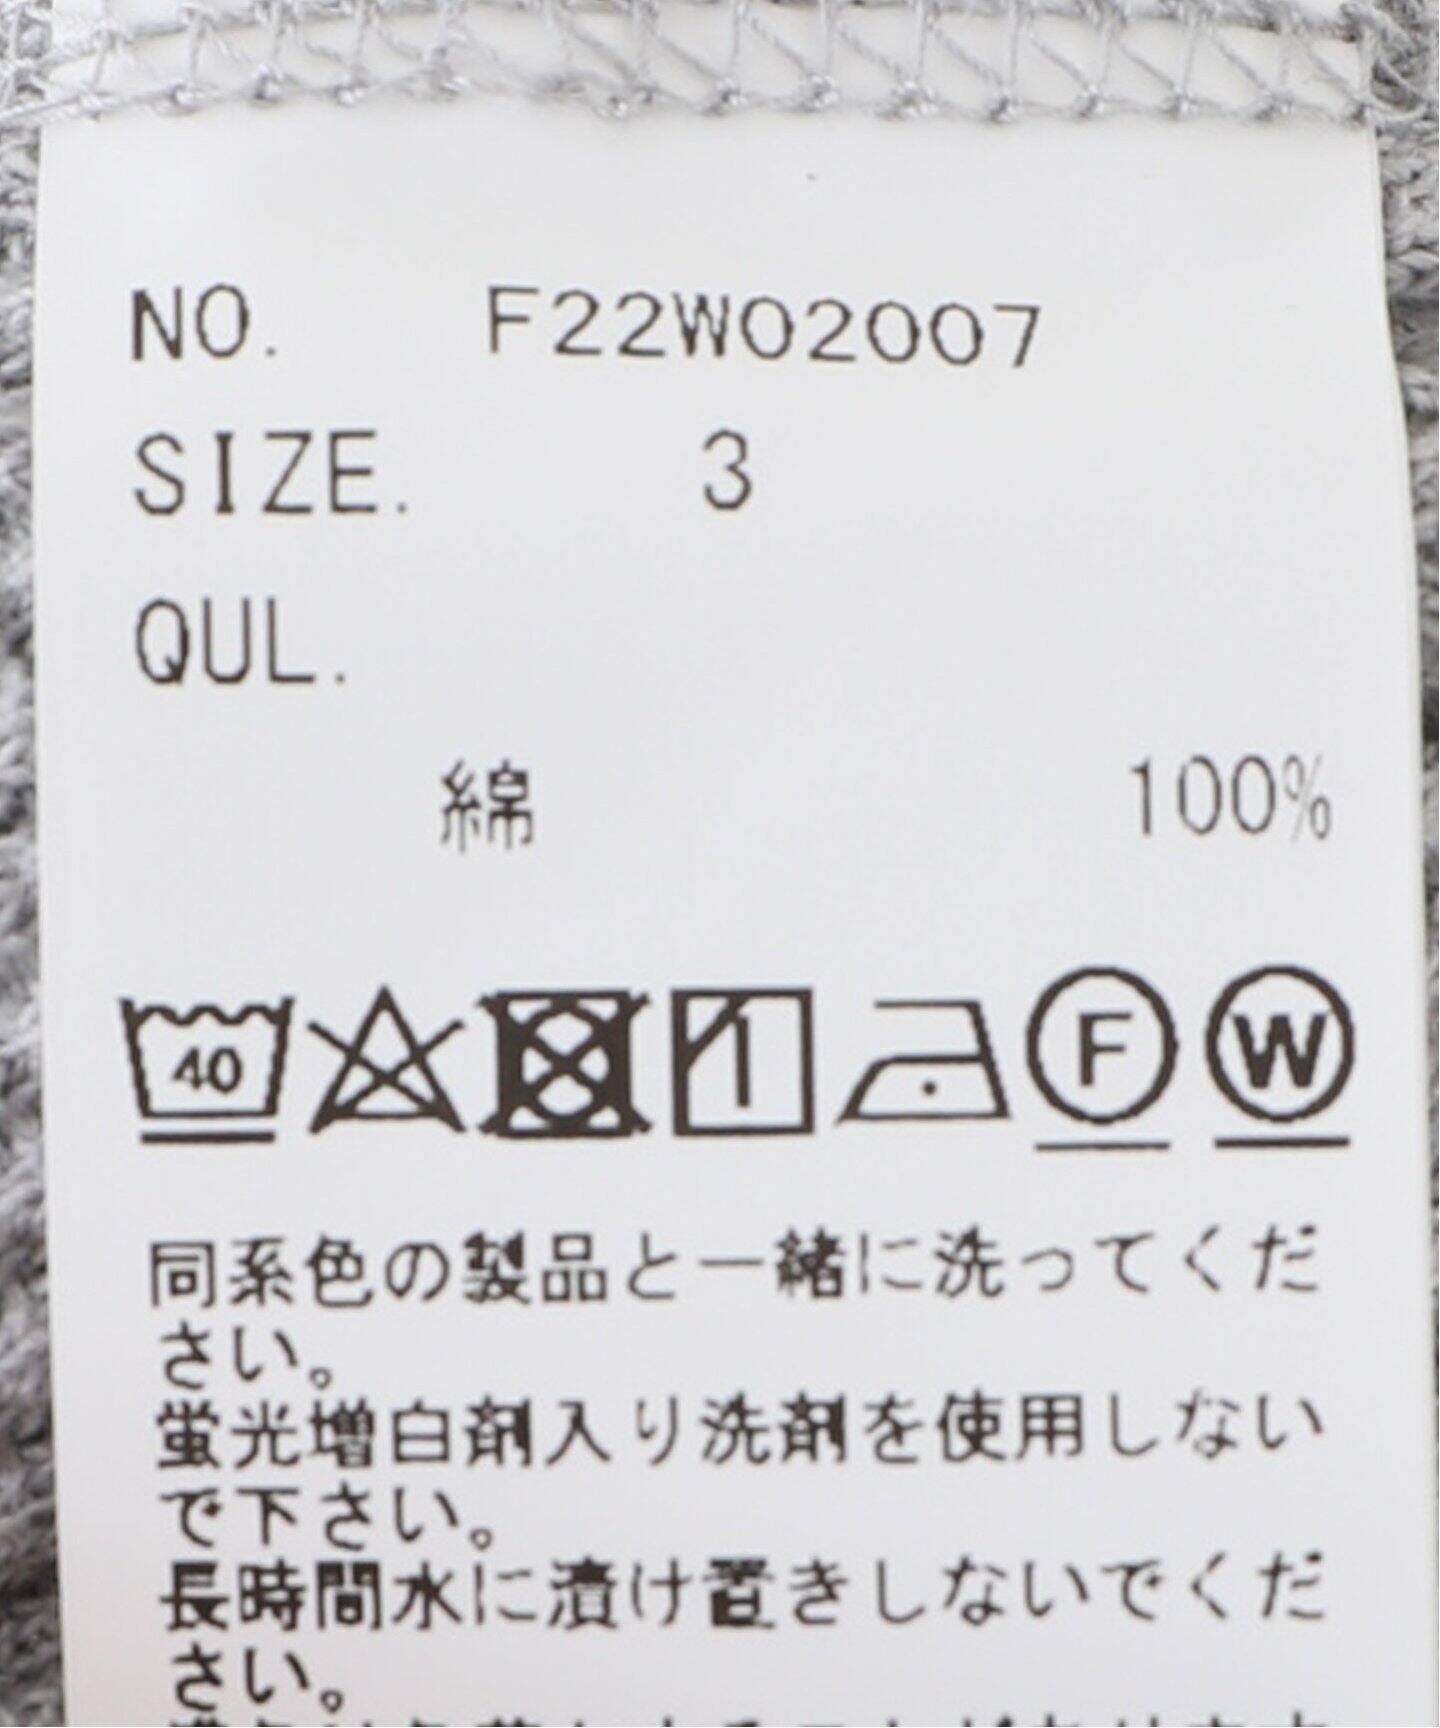 NO. F22W02007
SIZE. 3
QUL.
綿 100%
40
F W
同系色の製品と一緒に洗ってくだ
さい。
蛍光増白剤入り洗剤を使用しない
で下さい。
長時間水に漬け置きしないでくだ
さい。